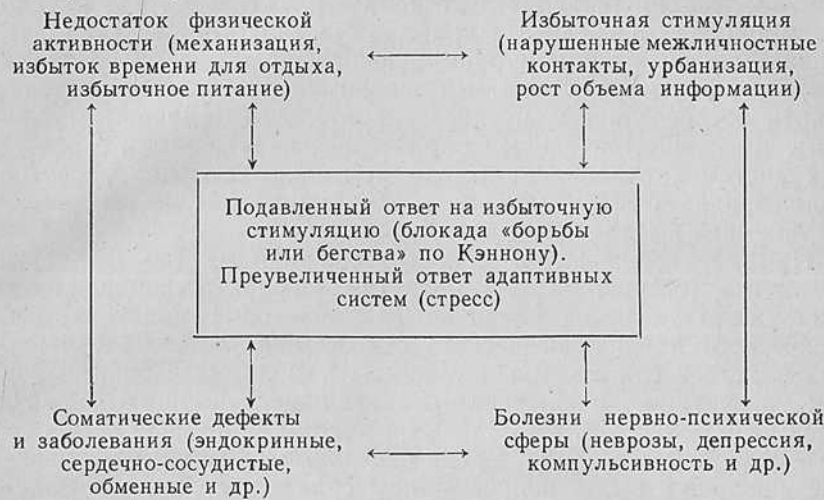 Недостаток физической
активности (механизация,
избыток времени для отдыха,
избыточное питание)
Избыточная стимуляция
(нарушенные межличностные
контакты, урбанизация,
рост объема информации)
Подавленный ответ на избыточную
стимуляцию (блокада «борьбы
или бегства» по Кэннону).
Преувеличенный ответ адаптивных
систем (стресс)
Соматические дефекты
и заболевания (эндокринные,
сердечно-сосудистые,
обменные и др.)
Болезни нервно-психической
сферы (неврозы, депрессия,
компульсивность и др.)